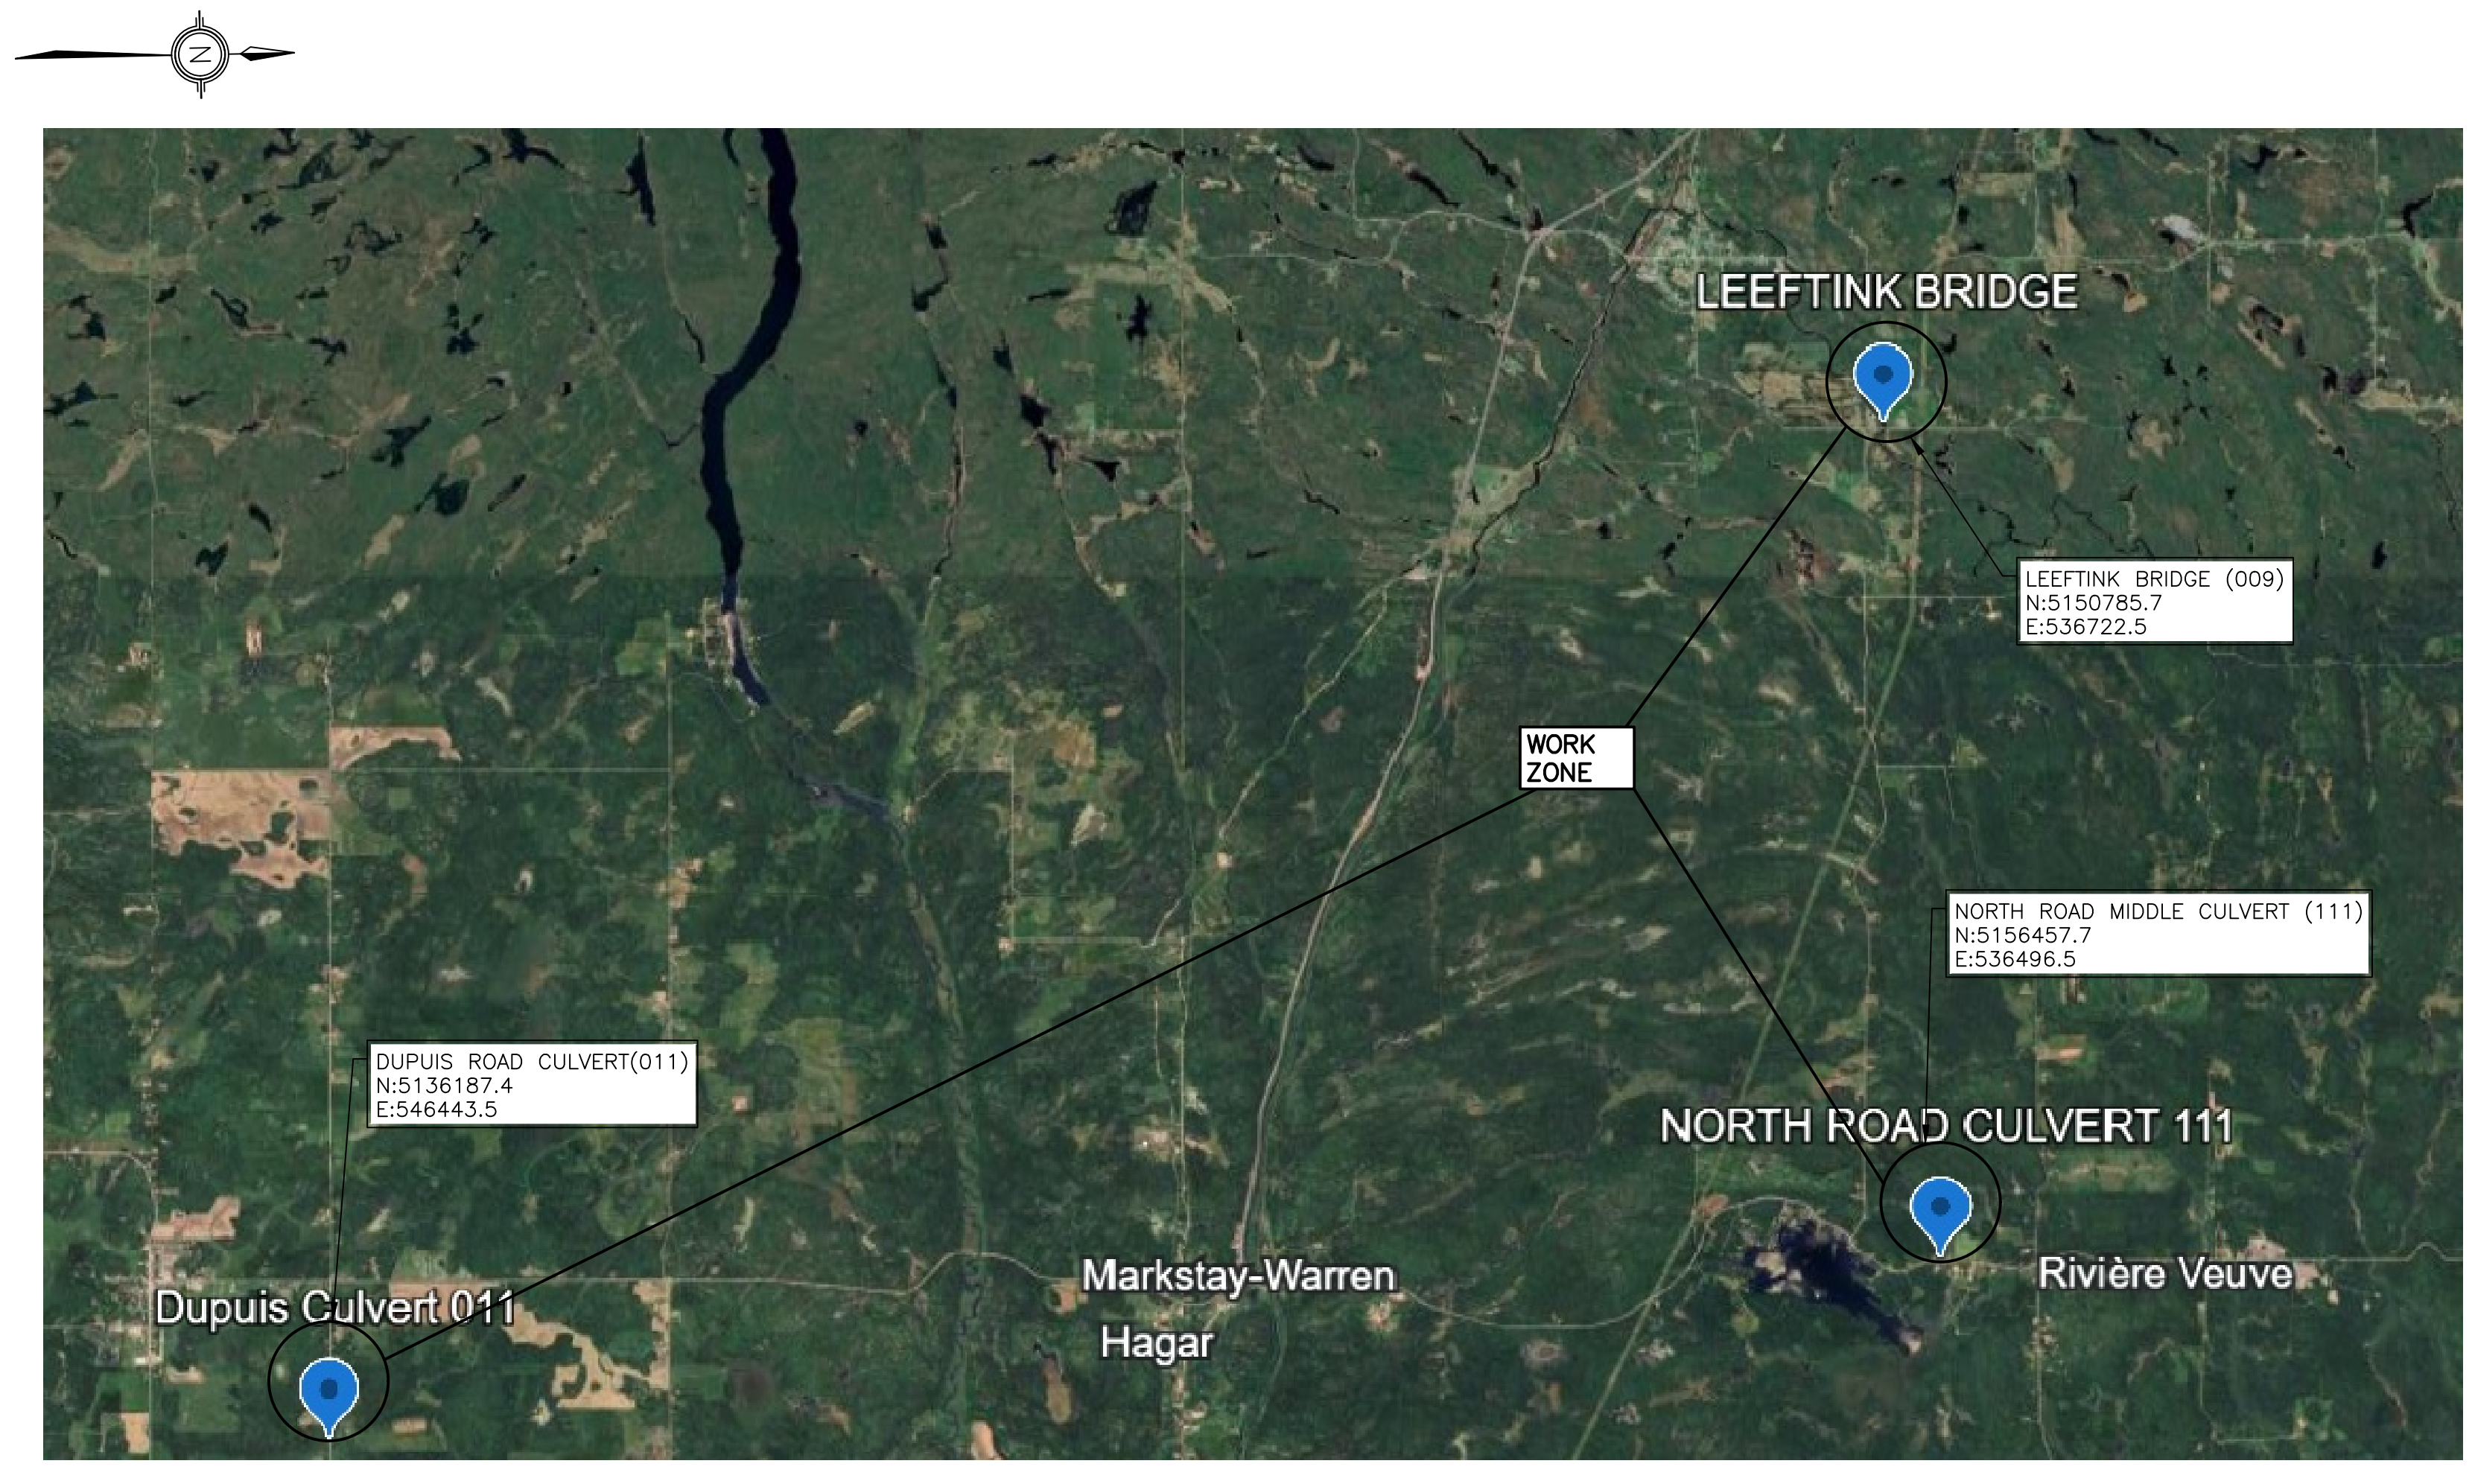 N
LEEFTINK BRIDGE
LEEFTINK BRIDGE (009)
N:5150785.7
E:536722.5
WORK
ZONE
NORTH ROAD MIDDLE CULVERT (111)
N:5156457.7
E:536496.5
DUPUIS ROAD CULVERT(011)
N:5136187.4
E:546443.5
NORTH ROAD CULVERT 111
Markstay-Warren
Rivière Veuve
Dupuis Culvert 011
Hagar